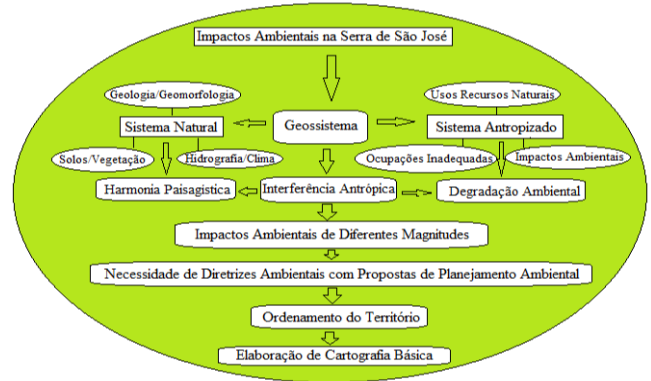 Impactos Ambientais na Serra de São José
Geologia/Geomorfologia
Usos Recursos Naturais
Sistema Natural
Geossistema
Sistema Antropizado
Solos/Vegetação
Hidrografia/Clima
Ocupações Inadequadas
Impactos Ambientais
Harmonia Paisagistica
Interferência Antrópica
Degradação Ambiental
Impactos Ambientais de Diferentes Magnitudes
Necessidade de Diretrizes Ambientais com Propostas de Planejamento Ambiental
Ordenamento do Território
Elaboração de Cartografia Básica